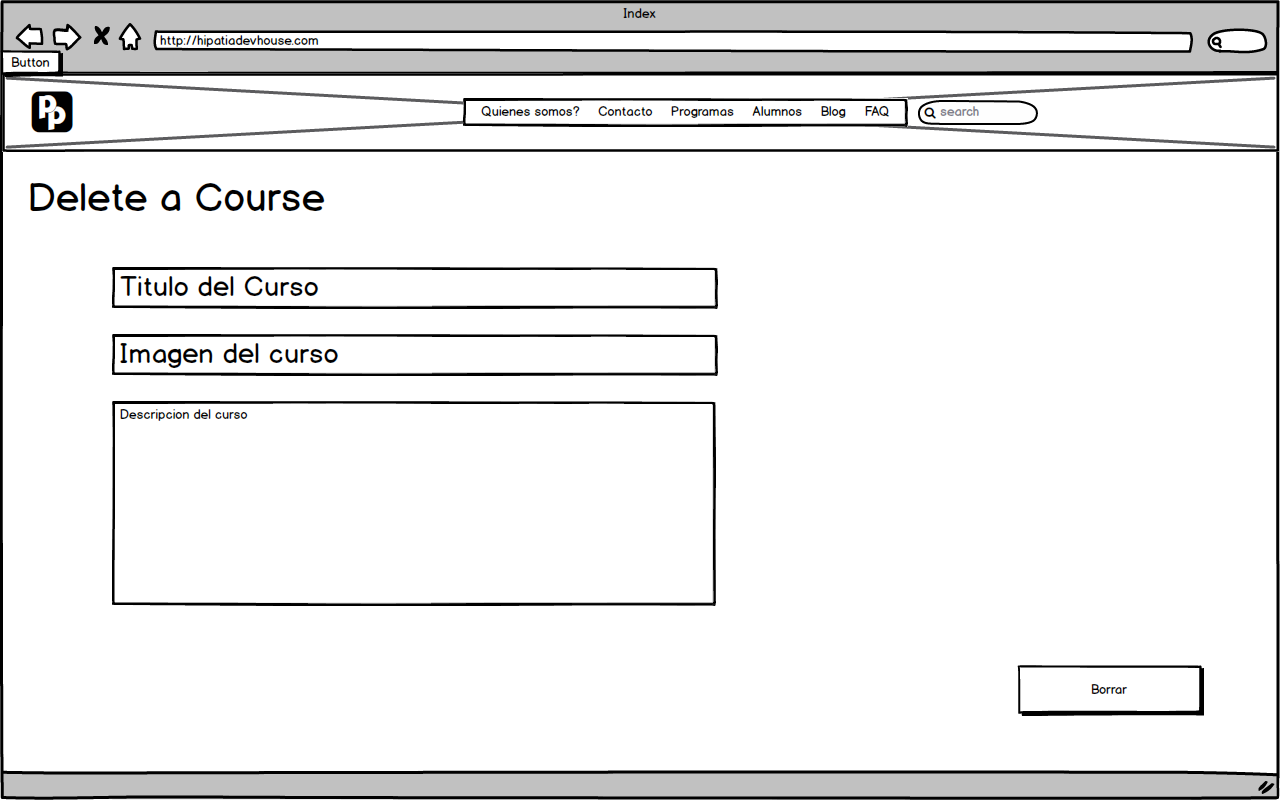 Index
http://hipatiadevhouse.com
Button
Pp
Quienes somos? Contacto Programas Alumnos Blog FAQ search
Delete a Course
Titulo del Curso
Imagen del curso
Descripcion del curso
Borrar